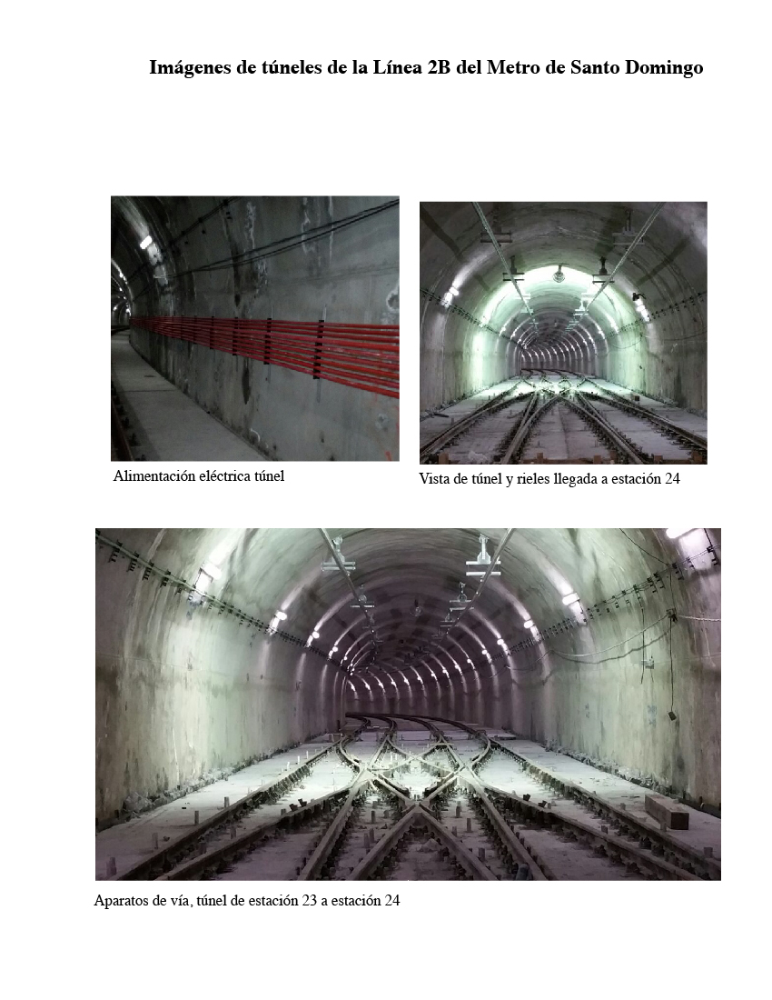 Imágenes de túneles de la Línea 2B del Metro de Santo Domingo
Alimentación eléctrica túnel
Vista de túnel y rieles llegada a estación 24
Aparatos de vía, túnel de estación 23 a estación 24